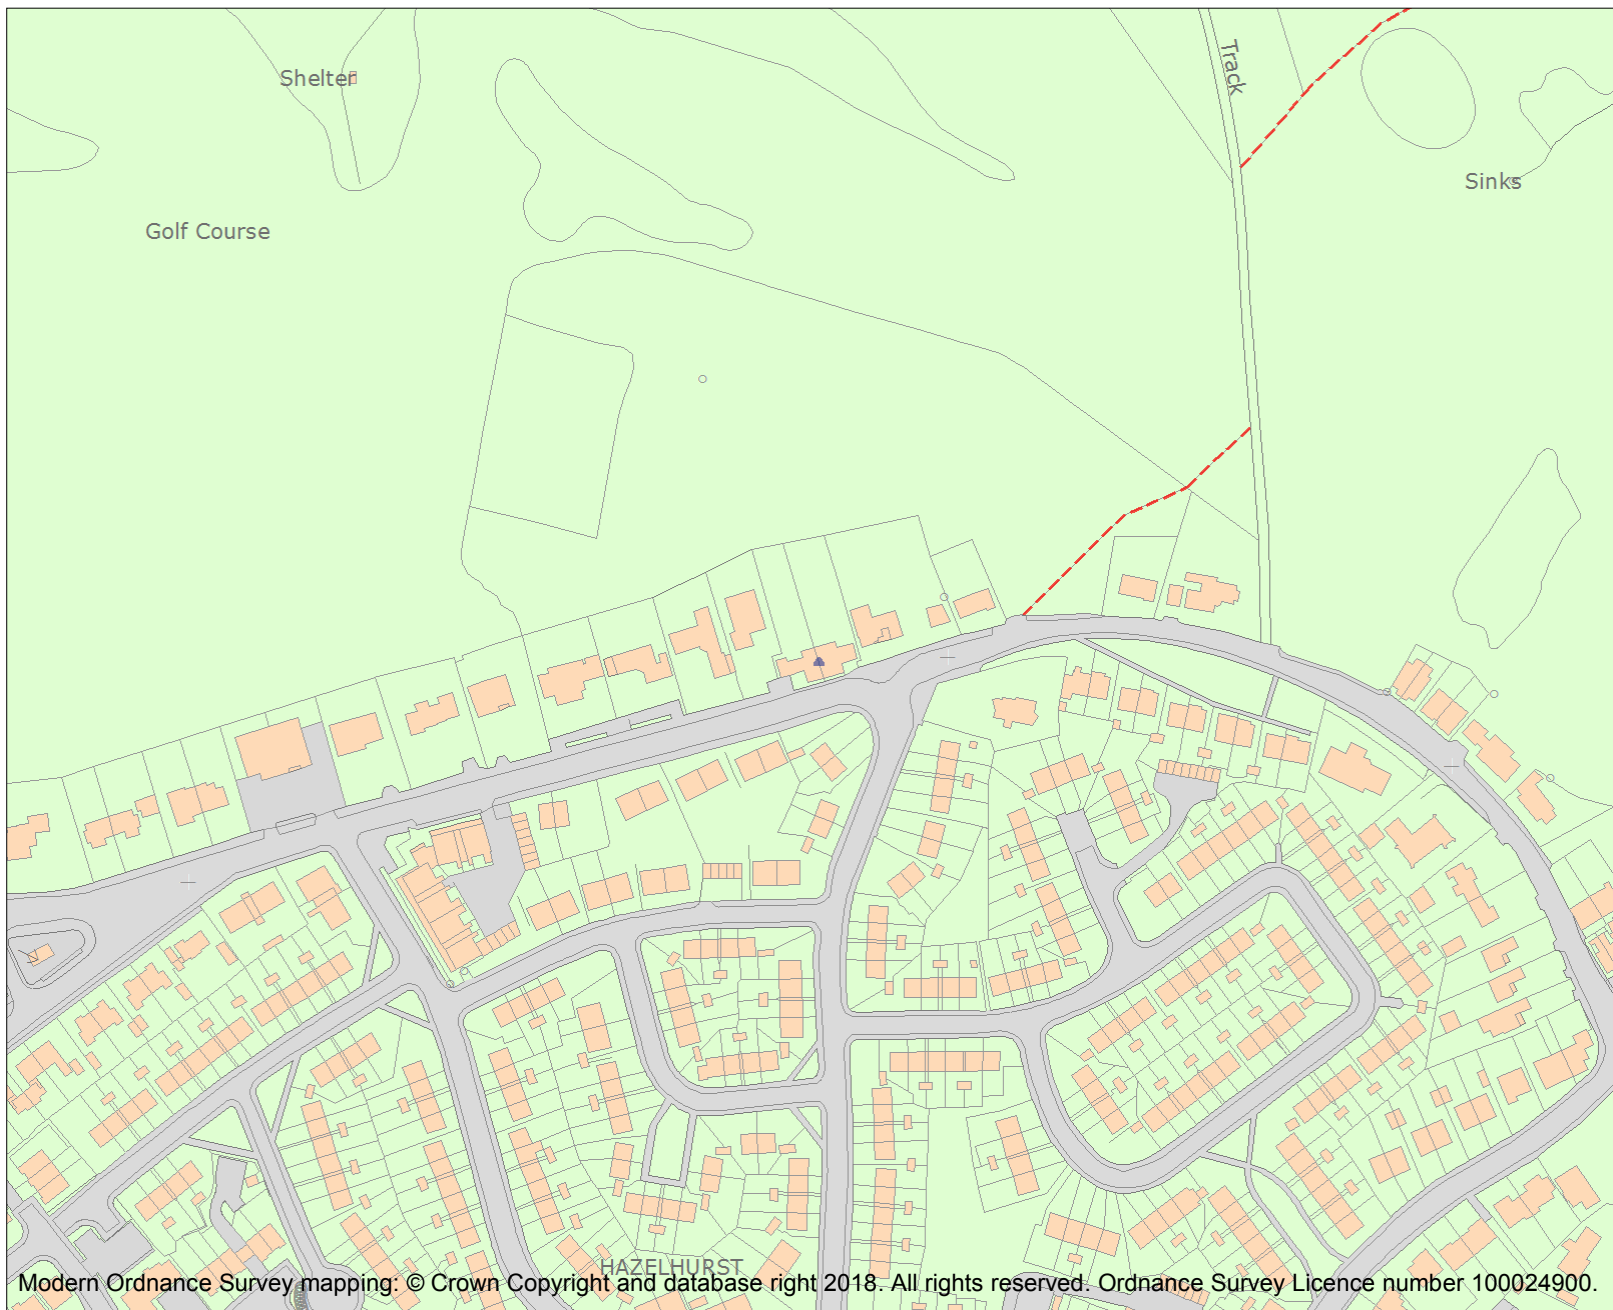 Track
Shelter
Sinks
Golf Course
HAZELHURST
Modern Ordnance Survey mapping: © Crown Copyright and database right 2018. All rights reserved. Ordnance Survey Licence number 100024900.